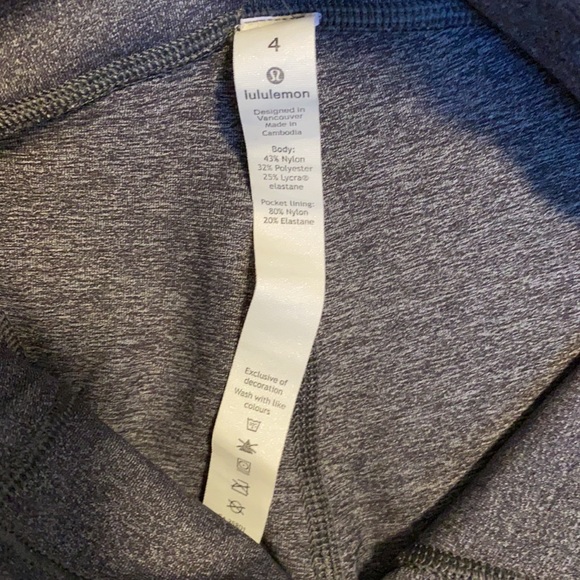 4
lululemon
Designed in
Vancouver
Made in
Cambodia
Body:
43% Nylon
32% Polyester
25% Lycra®
elastane
Pocket lining:
80% Nylon
20% Elastane
Exclusive of
decoration
Wash with like
colours